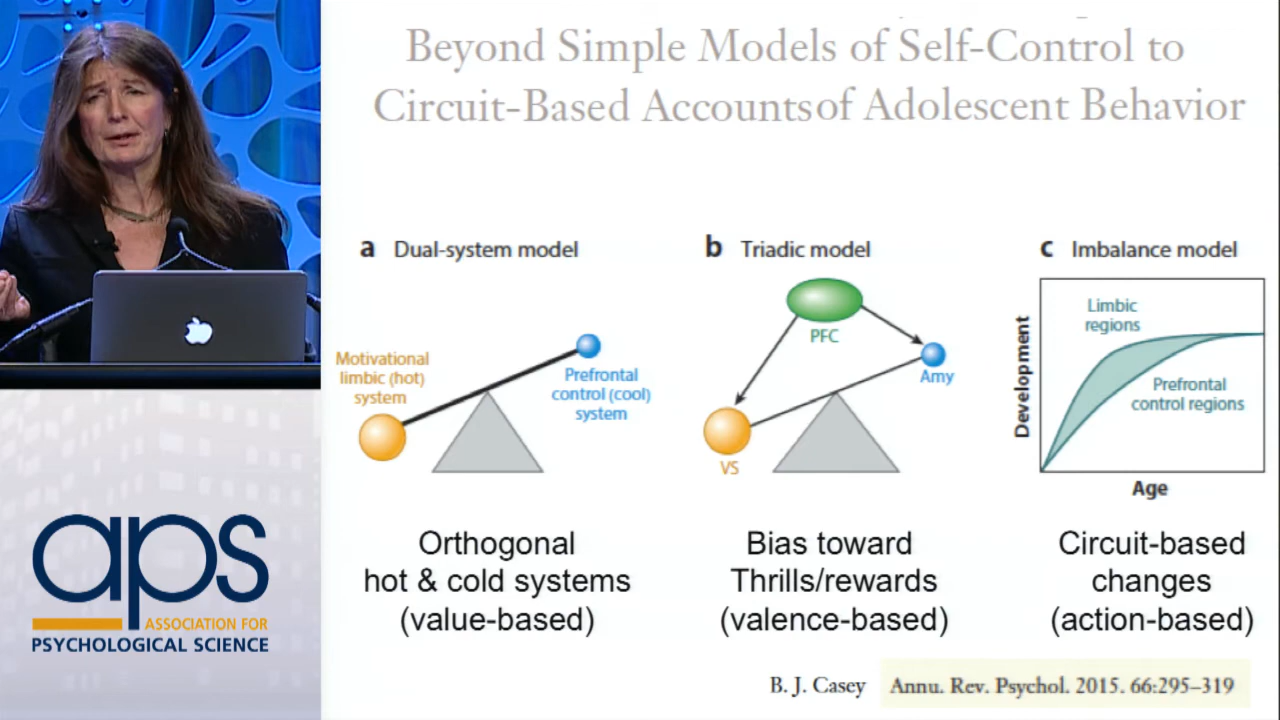 Beyond Simple Models of Self-Control to
Circuit-Based Accounts of Adolescent Behavior
a Dual-system model
Motivational
limbic (hot)
system
Prefrontal
control (cool)
system
Orthogonal
hot & cold systems
(value-based)
b Triadic model
PFC
Amy
VS
Bias toward
Thrills/rewards
(valence-based)
c Imbalance model
Development
Limbic
regions
Prefrontal
control regions
Age
Circuit-based
changes
(action-based)
B. J. Casey Annu. Rev. Psychol. 2015. 66:295–319
aps
ASSOCIATION FOR
PSYCHOLOGICAL SCIENCE